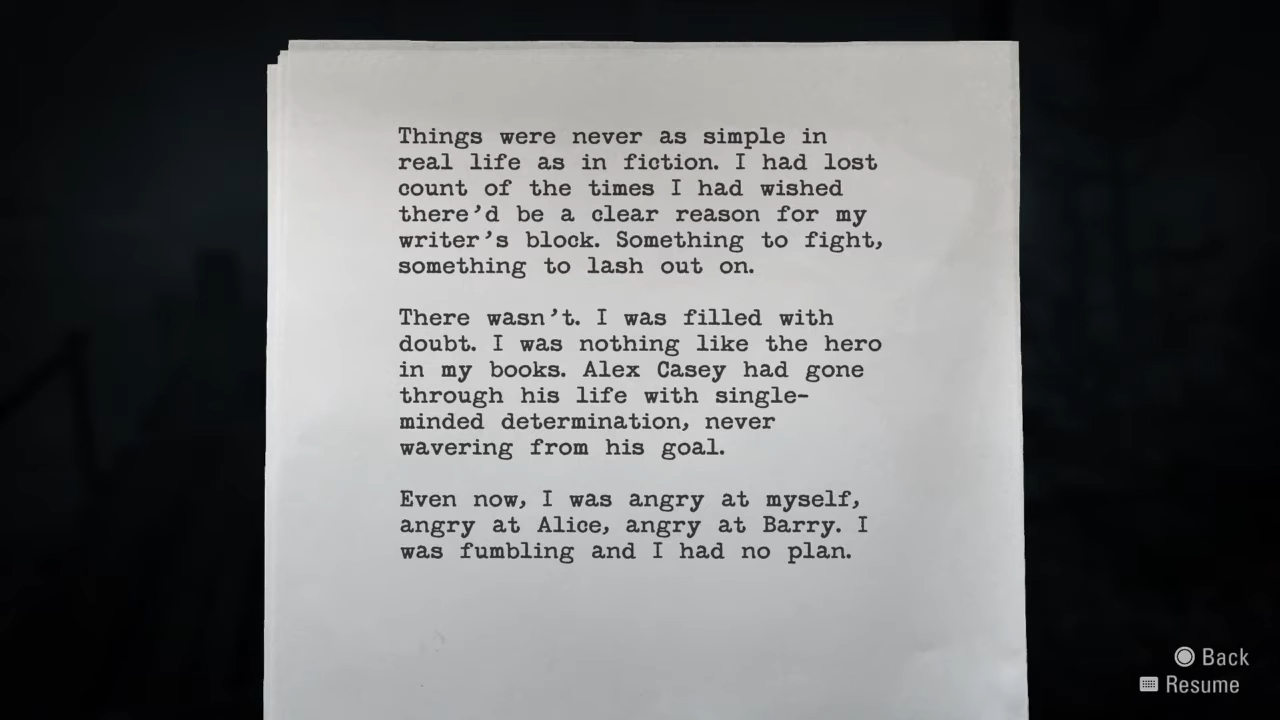 Things were never as simple in
real life as in fiction. I had lost
count of the times I had wished
there'd be a clear reason for my
writer's block. Something to fight,
something to lash out on.
There wasn't. I was filled with
doubt. I was nothing like the hero
in my books. Alex Casey had gone
through his life with single-
minded determination, never
wavering from his goal.
Even now, I was angry at myself,
angry at Alice, angry at Barry. I
was fumbling and I had no plan.
Back
Resume